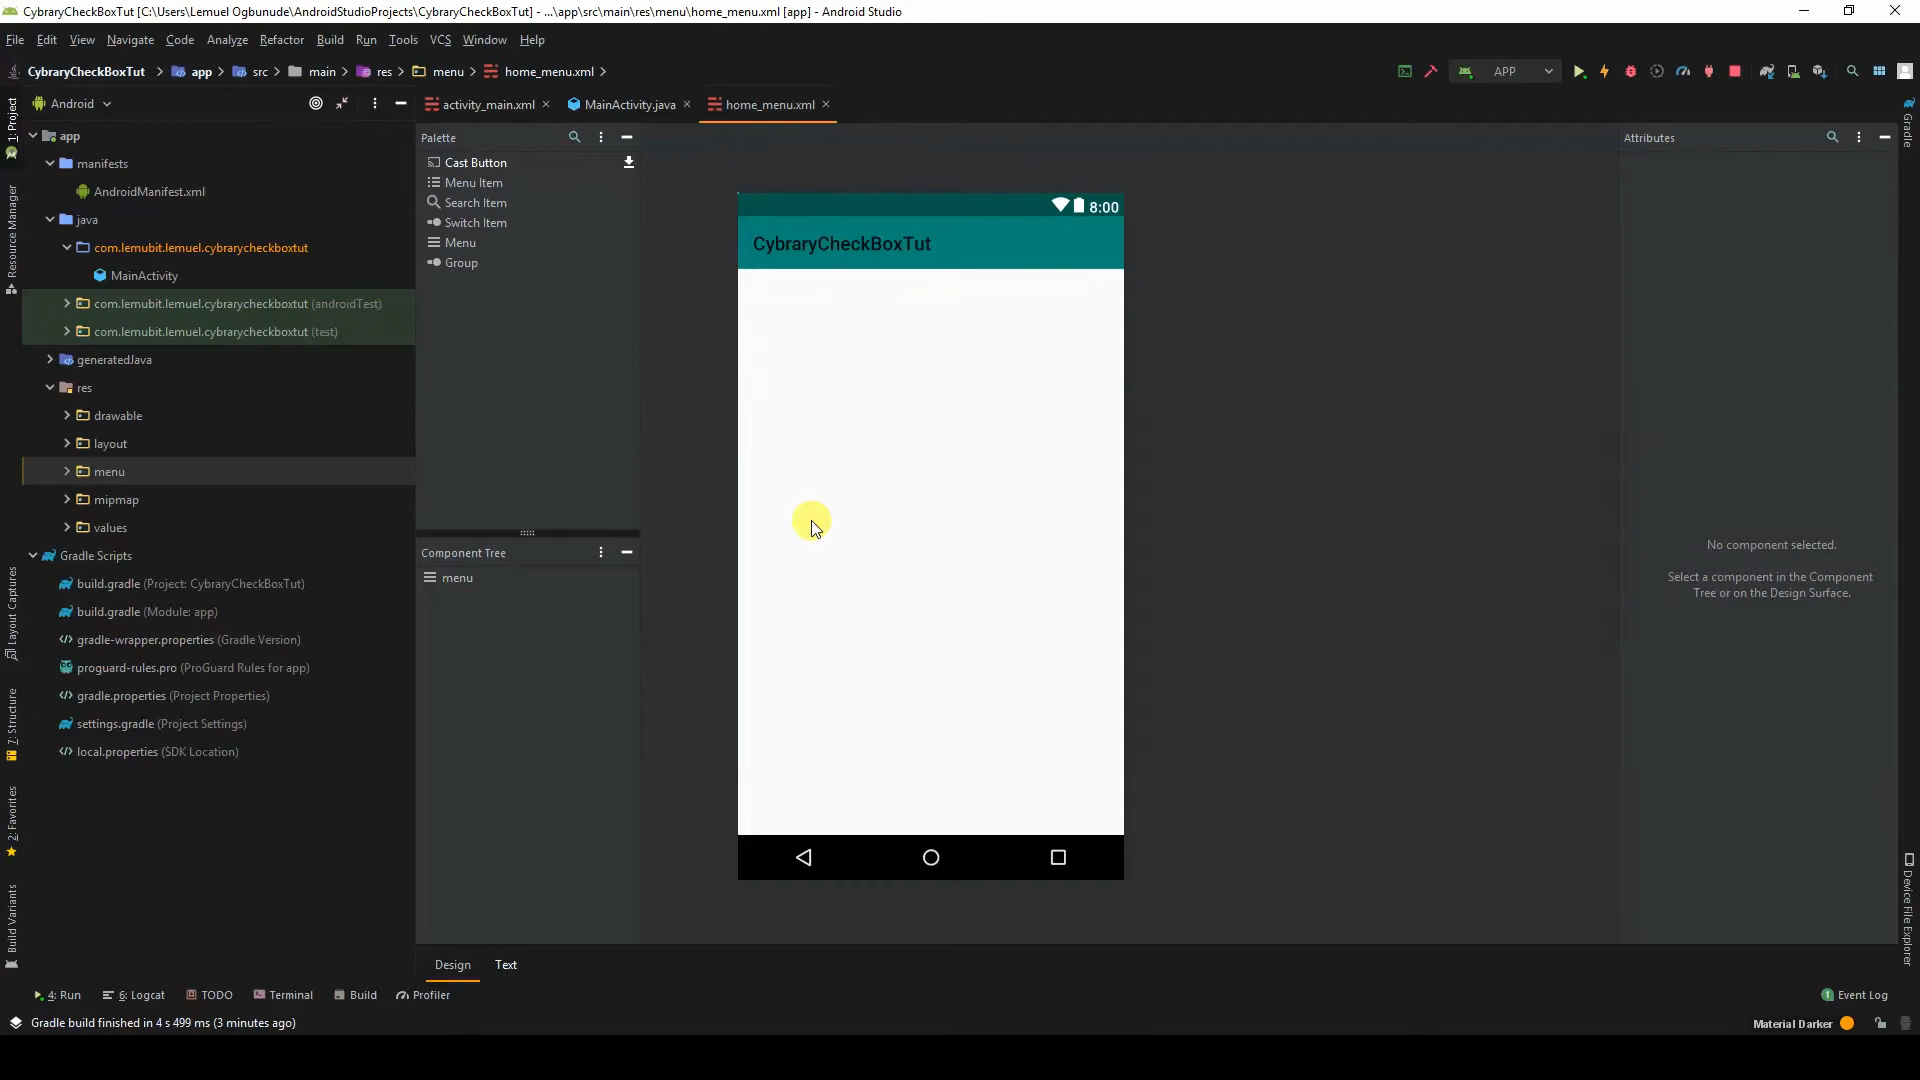 CybraryCheckBoxTut [C:\Users\Lemuel Ogbunude\AndroidStudioProjects\CybraryCheckBoxTut] - ...\app\src\main\res\menu\home_menu.xml [app] - Android Studio
File Edit View Navigate Code Analyze Refactor Build Run Tools VCS Window Help
CybraryCheckBoxTut app src main res menu home_menu.xml APP
Android activity_main.xml MainActivity.java home_menu.xml
1: Project
Resource Manager
Layout Captures
7: Structure
2: Favorites
Build Variants
app
manifests
AndroidManifest.xml
java
com.lemubit.lemuel.cybrarycheckboxtut
MainActivity
com.lemubit.lemuel.cybrarycheckboxtut (androidTest)
com.lemubit.lemuel.cybrarycheckboxtut (test)
generatedJava
res
drawable
layout
menu
mipmap
values
Gradle Scripts
build.gradle (Project: CybraryCheckBoxTut)
build.gradle (Module: app)
gradle-wrapper.properties (Gradle Version)
proguard-rules.pro (ProGuard Rules for app)
gradle.properties (Project Properties)
settings.gradle (Project Settings)
local.properties (SDK Location)
Palette
Cast Button
Menu Item
Search Item
Switch Item
Menu
Group
Component Tree
menu
8:00
CybraryCheckBoxTut
Attributes
No component selected.
Select a component in the Component
Tree or on the Design Surface.
Gradle
Device File Explorer
Design Text
4: Run 6: Logcat TODO Terminal Build Profiler 1 Event Log
Gradle build finished in 4 s 499 ms (3 minutes ago) Material Darker